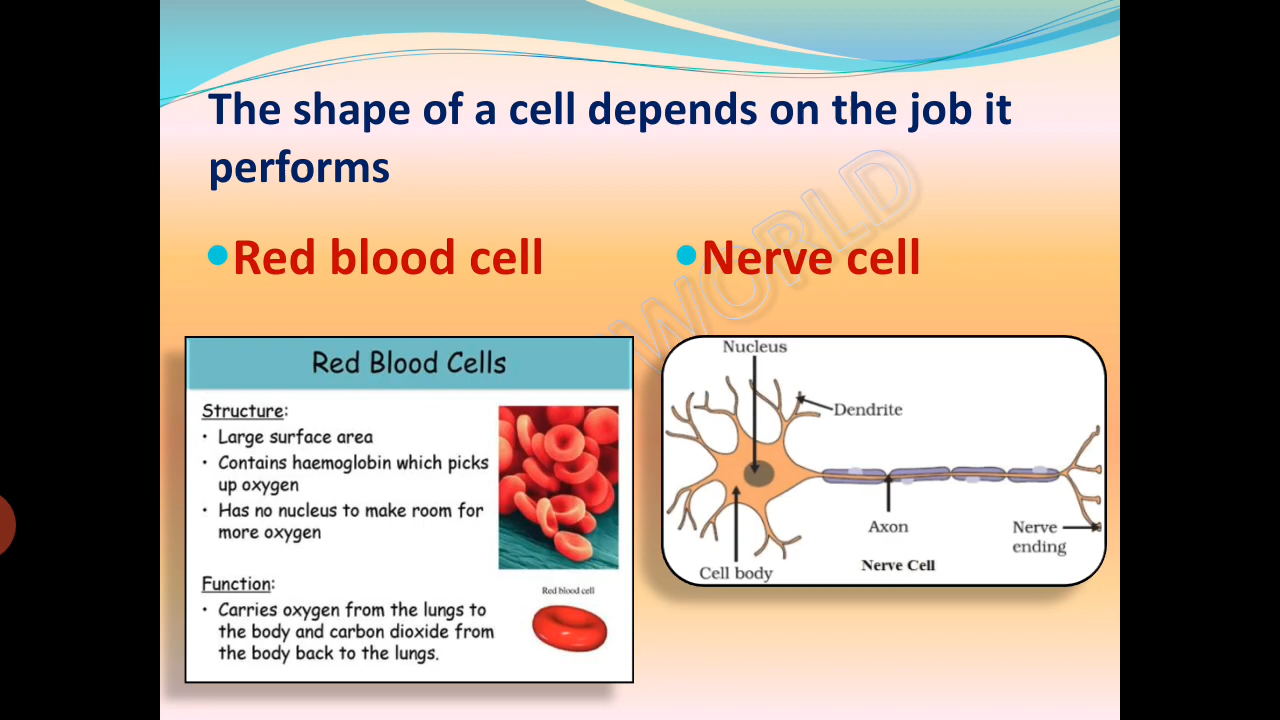 The shape of a cell depends on the job it
performs
•Red blood cell
•Nerve cell
WORLD
Red Blood Cells
Structure:
• Large surface area
• Contains haemoglobin which picks
up oxygen
• Has no nucleus to make room for
more oxygen
Function:
• Carries oxygen from the lungs to
the body and carbon dioxide from
the body back to the lungs.
Red blood cell
Nucleus
Dendrite
Axon
Nerve
ending
Cell body
Nerve Cell